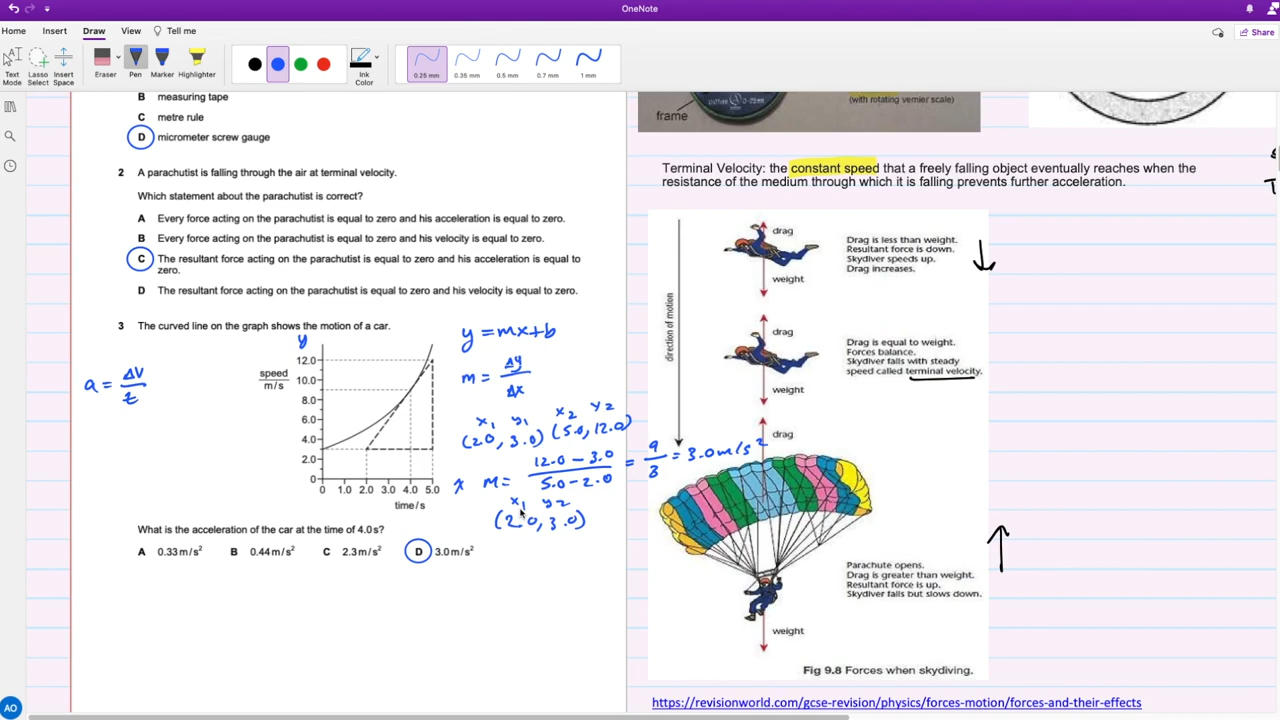 OneNote
Home Insert Draw View Tell me
Share
Text Mode
Lasso Select
Insert Space
Eraser
Pen
Marker
Highlighter
Ink Color
0.25 mm
0.35 mm
0.5 mm
0.7 mm
1 mm
B measuring tape
C metre rule
D micrometer screw gauge
2 A parachutist is falling through the air at terminal velocity.
Which statement about the parachutist is correct?
A Every force acting on the parachutist is equal to zero and his acceleration is equal to zero.
B Every force acting on the parachutist is equal to zero and his velocity is equal to zero.
C The resultant force acting on the parachutist is equal to zero and his acceleration is equal to
zero.
D The resultant force acting on the parachutist is equal to zero and his velocity is equal to zero.
3 The curved line on the graph shows the motion of a car.
y
speed
m/s
12.0
10.0
8.0
6.0
4.0
2.0
0
0 1.0 2.0 3.0 4.0 5.0
time/s
x
a = ΔV/t
y = mx+b
m = Δy/Δx
x1 y1 x2 y2
(2.0, 3.0) (5.0, 12.0)
m = 12.0 – 3.0 / 5.0 – 2.0 = 9/3 = 3.0 m/s²
x1 y2
(2.0, 3.0)
What is the acceleration of the car at the time of 4.0 s?
A 0.33 m/s² B 0.44 m/s² C 2.3 m/s² D 3.0 m/s²
frame
(with rotating vernier scale)
Terminal Velocity: the constant speed that a freely falling object eventually reaches when the
resistance of the medium through which it is falling prevents further acceleration.
direction of motion
drag
weight
Drag is less than weight.
Resultant force is down.
Skydiver speeds up.
Drag increases.
drag
weight
Drag is equal to weight.
Forces balance.
Skydiver falls with steady
speed called terminal velocity.
drag
Parachute opens.
Drag is greater than weight.
Resultant force is up.
Skydiver falls but slows down.
weight
Fig 9.8 Forces when skydiving.
https://revisionworld.com/gcse-revision/physics/forces-motion/forces-and-their-effects
AO